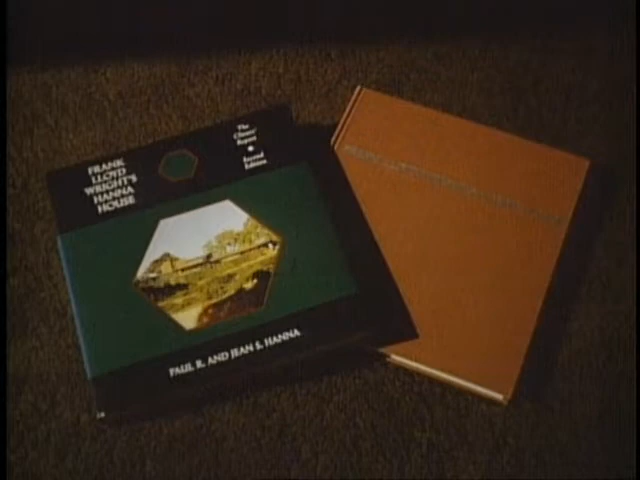 FRANK
LLOYD
WRIGHT'S
HANNA
HOUSE
The
Clients'
Report
Second
Edition
PAUL R. AND JEAN S. HANNA